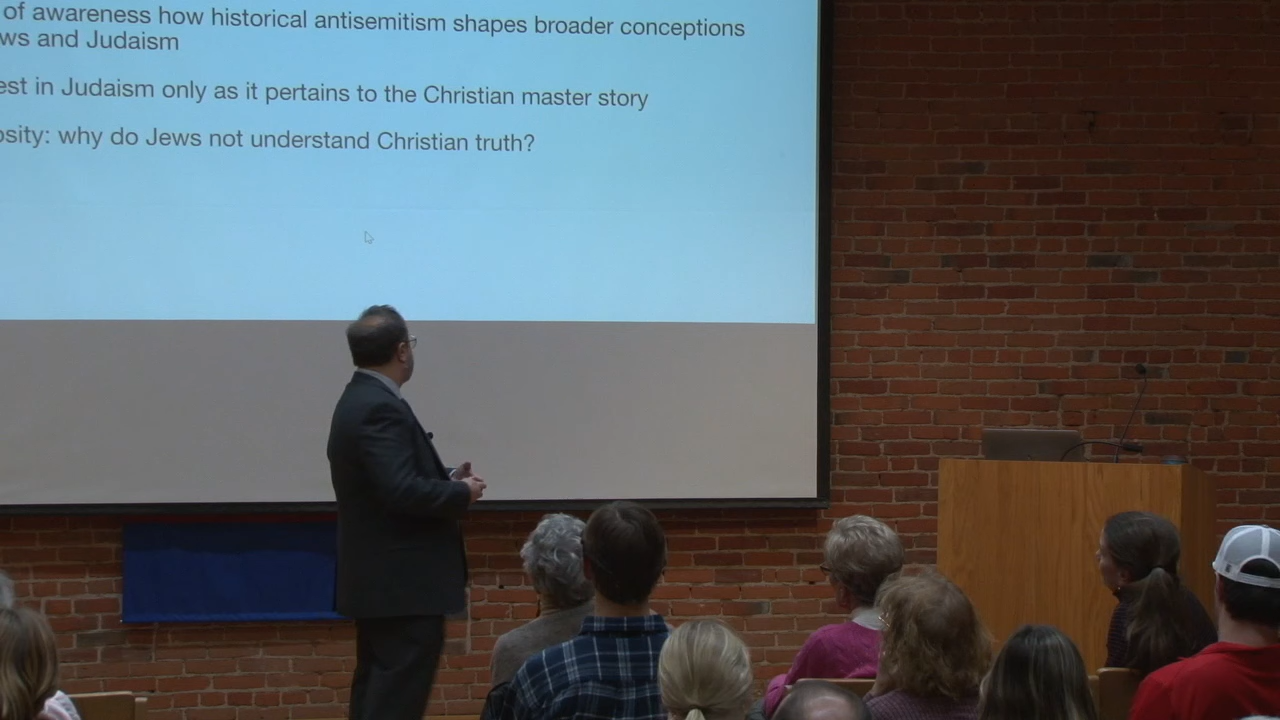 of awareness how historical antisemitism shapes broader conceptions
ws and Judaism
est in Judaism only as it pertains to the Christian master story
osity: why do Jews not understand Christian truth?